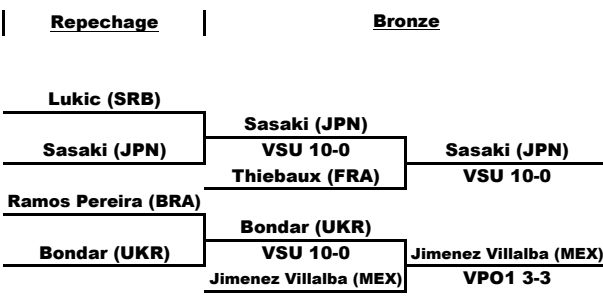 Repechage
Bronze
Lukic (SRB)
Sasaki (JPN)
Sasaki (JPN)
VSU 10-0
Sasaki (JPN)
Thiebaux (FRA)
VSU 10-0
Ramos Pereira (BRA)
Bondar (UKR)
Bondar (UKR)
VSU 10-0
Jimenez Villalba (MEX)
Jimenez Villalba (MEX)
VPO1 3-3